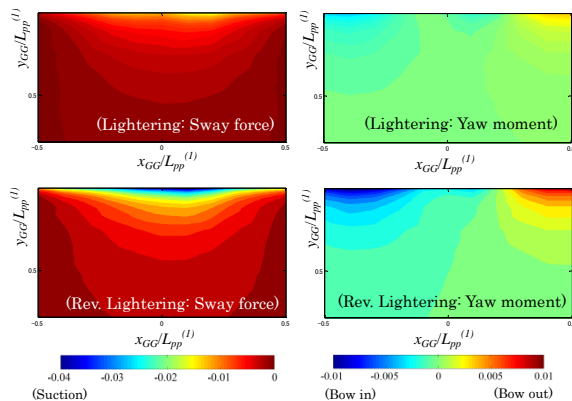 y_GG/L_pp^(1)
0.5
(Lightering: Sway force)
-0.5 0 0.5
x_GG/L_pp^(1)
y_GG/L_pp^(1)
0.5
(Lightering: Yaw moment)
-0.5 0 0.5
x_GG/L_pp^(1)
y_GG/L_pp^(1)
0.5
(Rev. Lightering: Sway force)
-0.5 0 0.5
x_GG/L_pp^(1)
y_GG/L_pp^(1)
0.5
(Rev. Lightering: Yaw moment)
-0.5 0 0.5
x_GG/L_pp^(1)
-0.04 -0.03 -0.02 -0.01 0
(Suction)
-0.01 0 0.005 0.01
(Bow in) (Bow out)